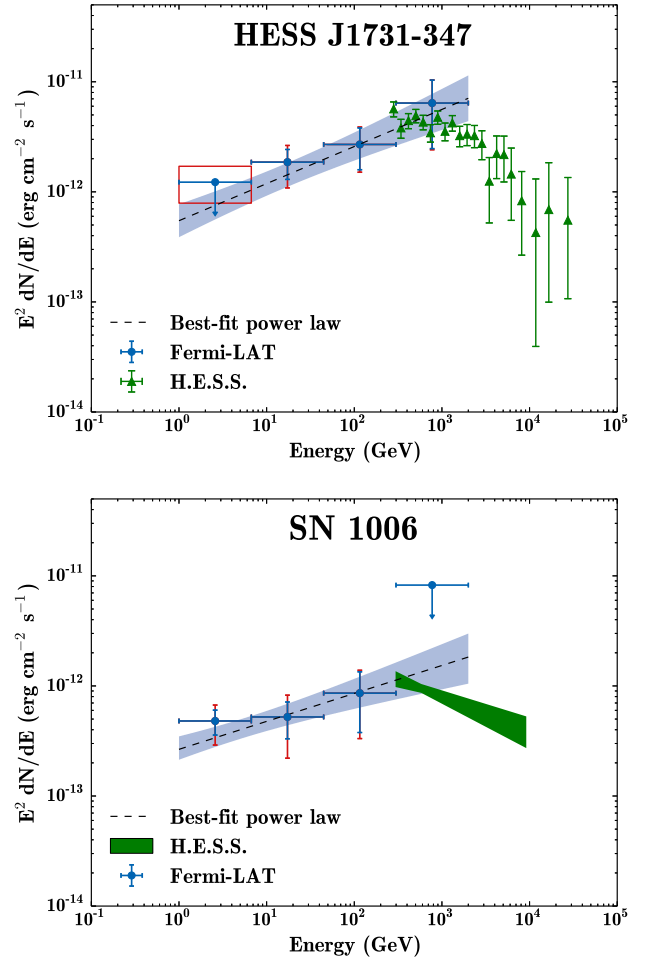 HESS J1731-347
E² dN/dE (erg cm⁻² s⁻¹)
10⁻¹¹
10⁻¹²
10⁻¹³
10⁻¹⁴
Best-fit power law
Fermi-LAT
H.E.S.S.
10⁻¹ 10⁰ 10¹ 10² 10³ 10⁴ 10⁵
Energy (GeV)
SN 1006
E² dN/dE (erg cm⁻² s⁻¹)
10⁻¹¹
10⁻¹²
10⁻¹³
10⁻¹⁴
Best-fit power law
H.E.S.S.
Fermi-LAT
10⁻¹ 10⁰ 10¹ 10² 10³ 10⁴ 10⁵
Energy (GeV)